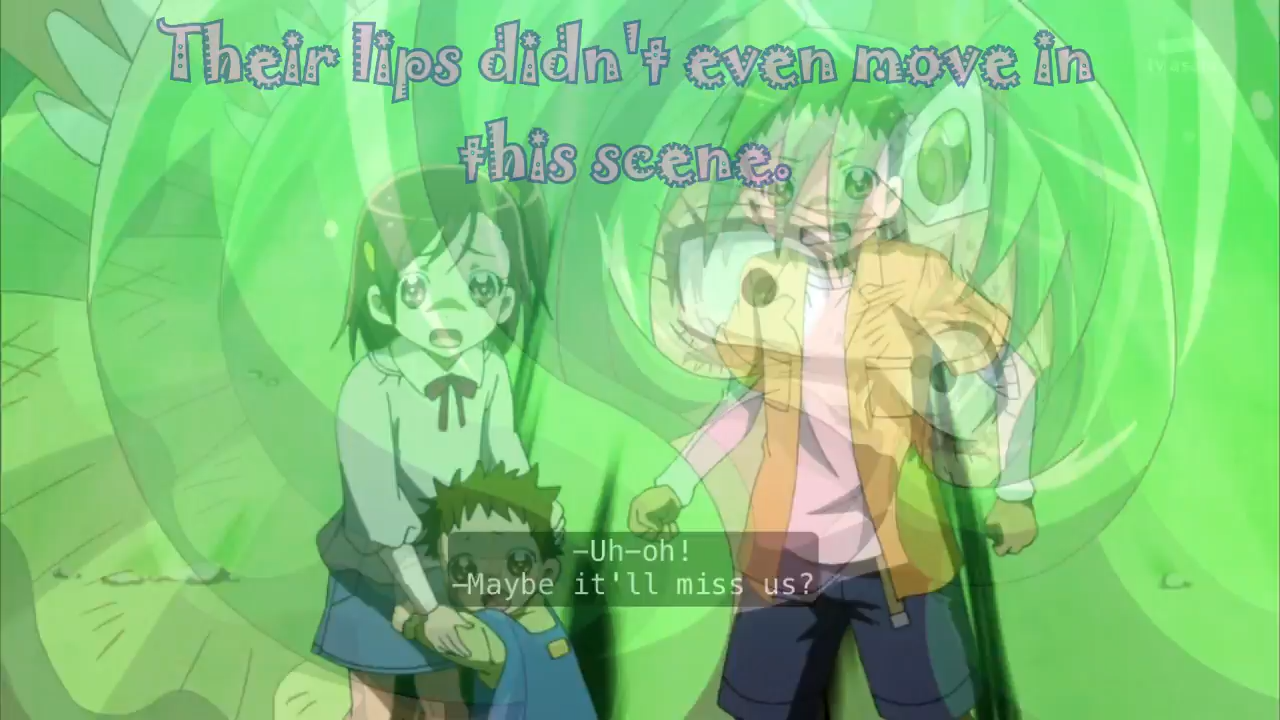 Their lips didn't even move in
this scene.
-Uh-oh!
-Maybe it'll miss us?